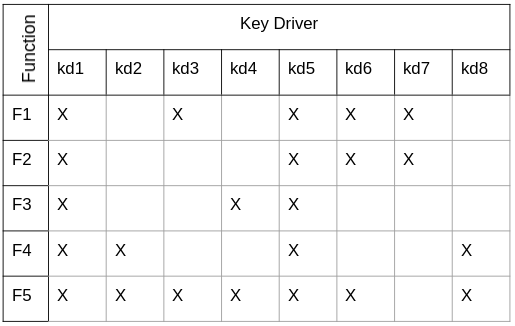 Function
Key Driver
kd1 kd2 kd3 kd4 kd5 kd6 kd7 kd8
F1 X X X X X
F2 X X X X
F3 X X X
F4 X X X X
F5 X X X X X X X